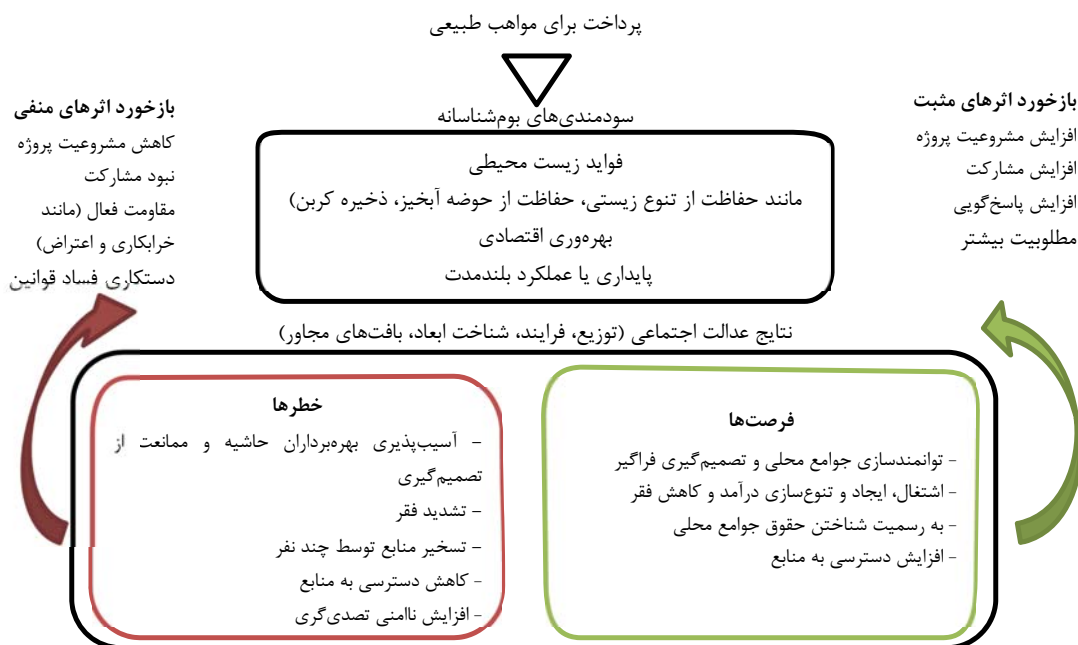 پرداخت برای مواهب طبیعی
بازخورد اثرهای مثبت
افزایش مشروعیت پروژه
افزایش مشارکت
افزایش پاسخ‌گویی
مطلوبیت بیشتر
سودمندی‌های بوم‌شناسانه
فواید زیست محیطی
مانند حفاظت از تنوع زیستی، حفاظت از حوضه آبخیز، ذخیره کربن)
بهره‌وری اقتصادی
پایداری یا عملکرد بلندمدت
بازخورد اثرهای منفی
کاهش مشروعیت پروژه
نبود مشارکت
مقاومت فعال (مانند
خرابکاری و اعتراض)
دستکاری فساد قوانین
نتایج عدالت اجتماعی (توزیع، فرایند، شناخت ابعاد، بافت‌های مجاور)
فرصت‌ها
- توانمندسازی جوامع محلی و تصمیم‌گیری فراگیر
- اشتغال، ایجاد و تنوع‌سازی درآمد و کاهش فقر
- به رسمیت شناختن حقوق جوامع محلی
- افزایش دسترسی به منابع
خطرها
- آسیب‌پذیری بهره‌برداران حاشیه و ممانعت از
تصمیم‌گیری
- تشدید فقر
- تسخیر منابع توسط چند نفر
- کاهش دسترسی به منابع
- افزایش ناامنی تصدی‌گری